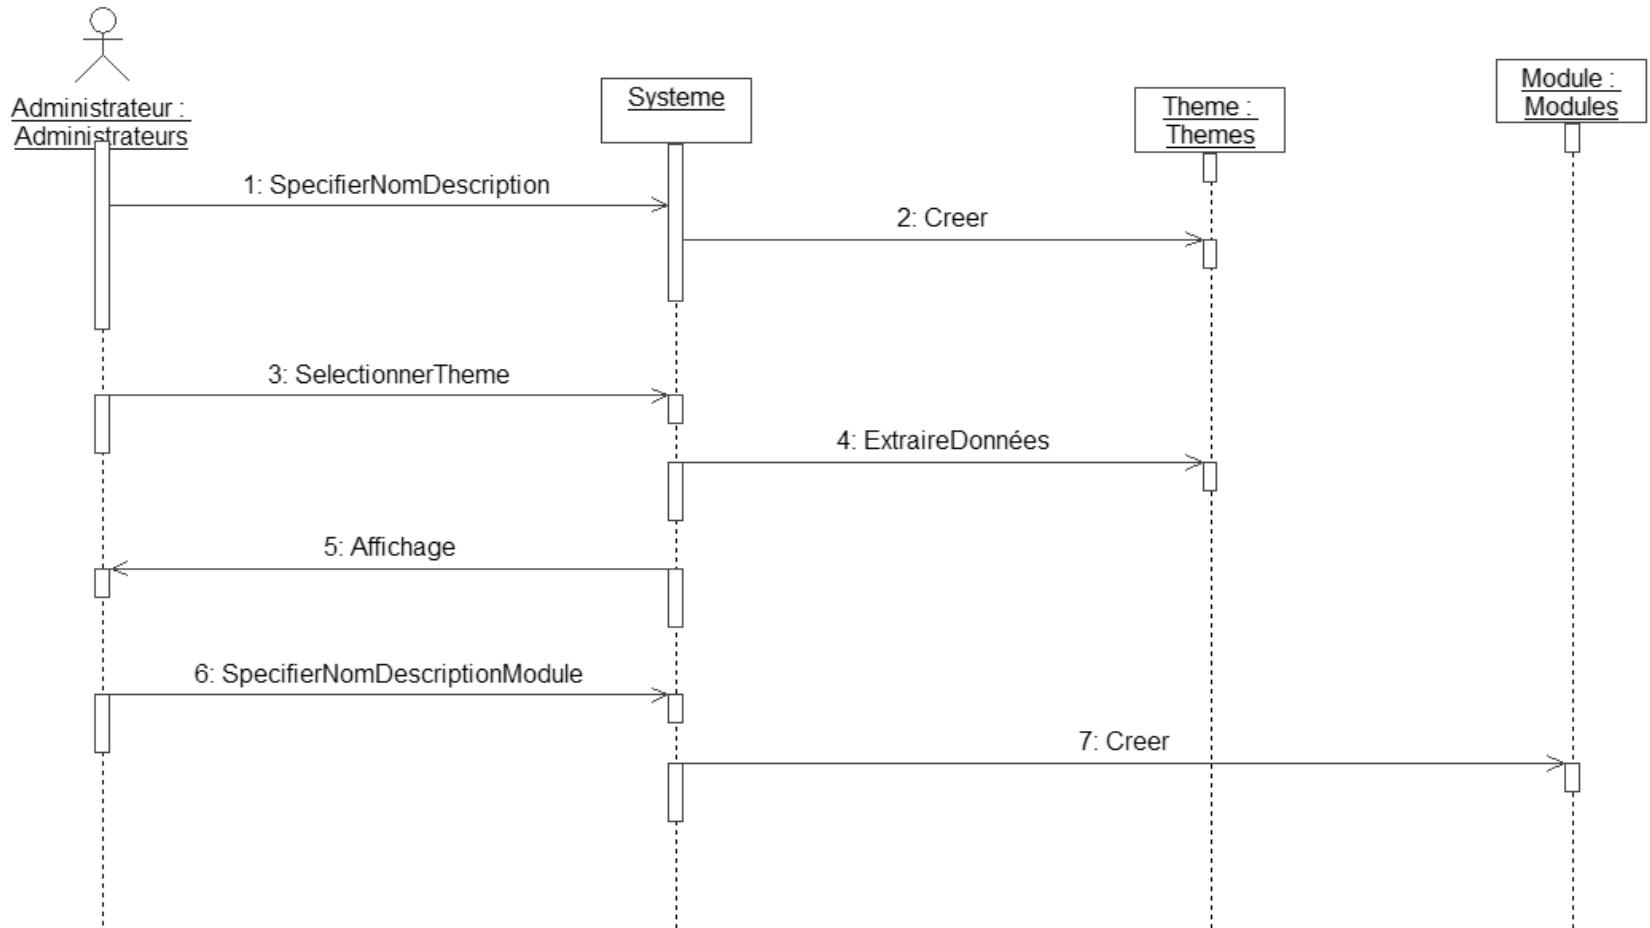 Administrateur :
Administrateurs
Systeme
Theme :
Themes
Module :
Modules
1: SpecifierNomDescription
2: Creer
3: SelectionnerTheme
4: ExtraireDonnées
5: Affichage
6: SpecifierNomDescriptionModule
7: Creer